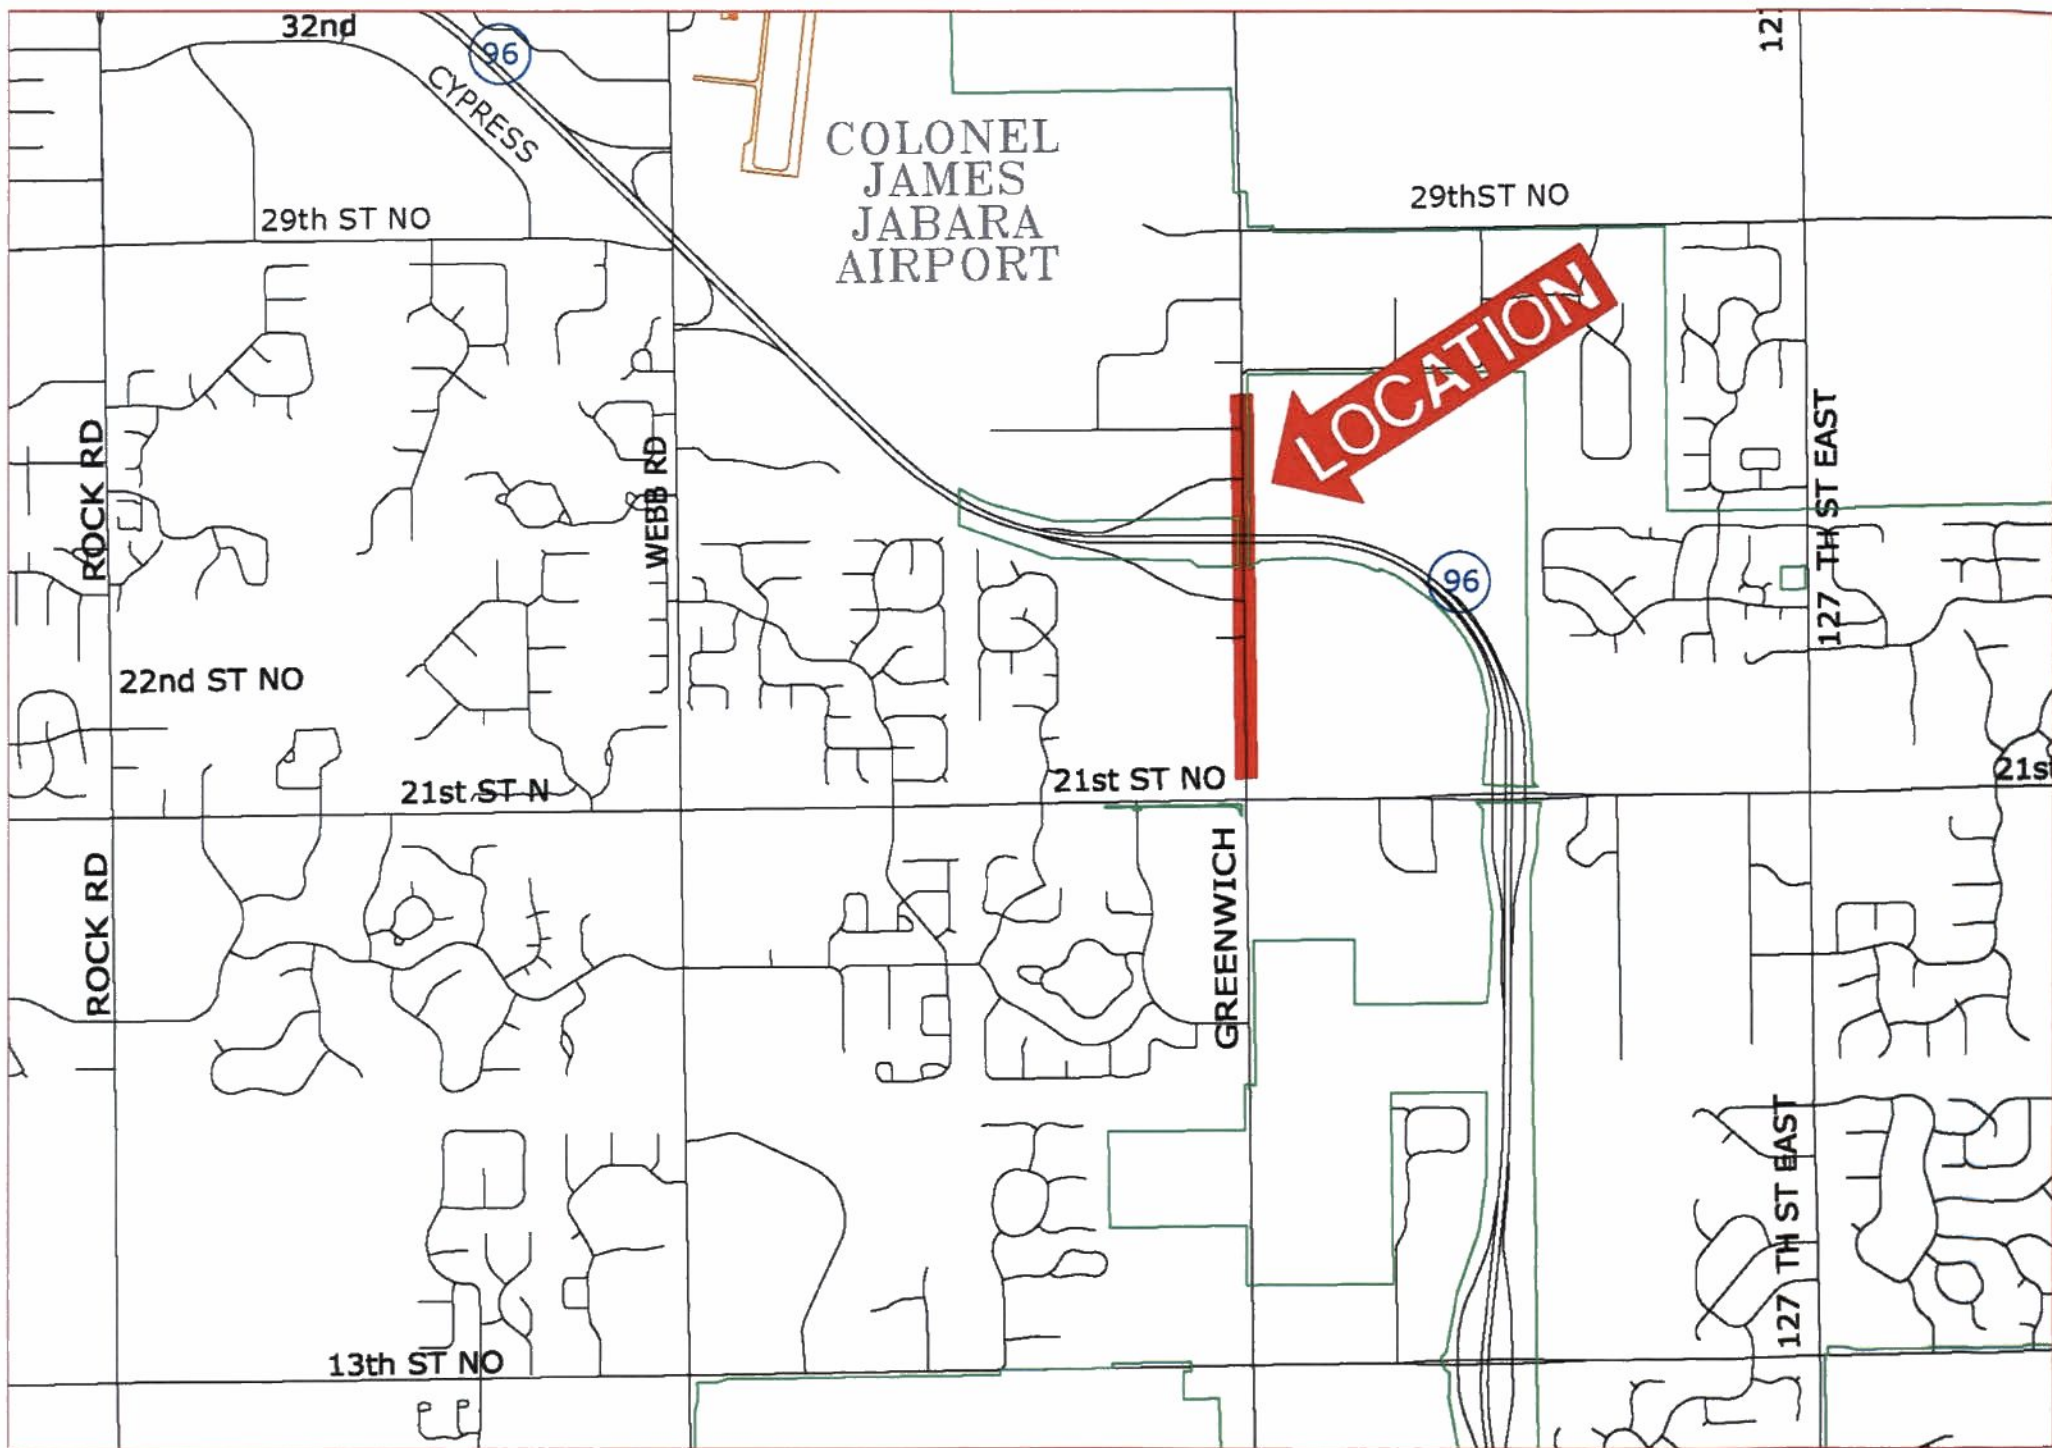 32nd
96
12
CYPRESS
COLONEL
JAMES
JABARA
AIRPORT
29th ST NO
29thST NO
LOCATION
ROCK RD
WEBB RD
127 TH ST EAST
96
22nd ST NO
21st ST N
21st ST NO
21st
ROCK RD
GREENWICH
127 TH ST EAST
13th ST NO